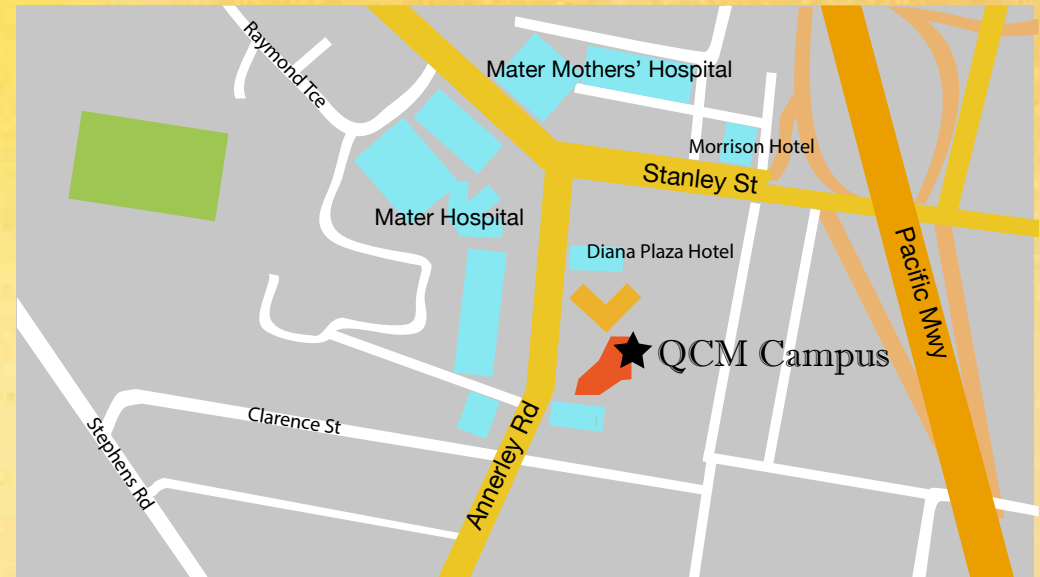 Raymond Tce
Mater Mothers' Hospital
Morrison Hotel
Stanley St
Mater Hospital
Diana Plaza Hotel
Pacific Mwy
QCM Campus
Clarence St
Stephens Rd
Annerley Rd